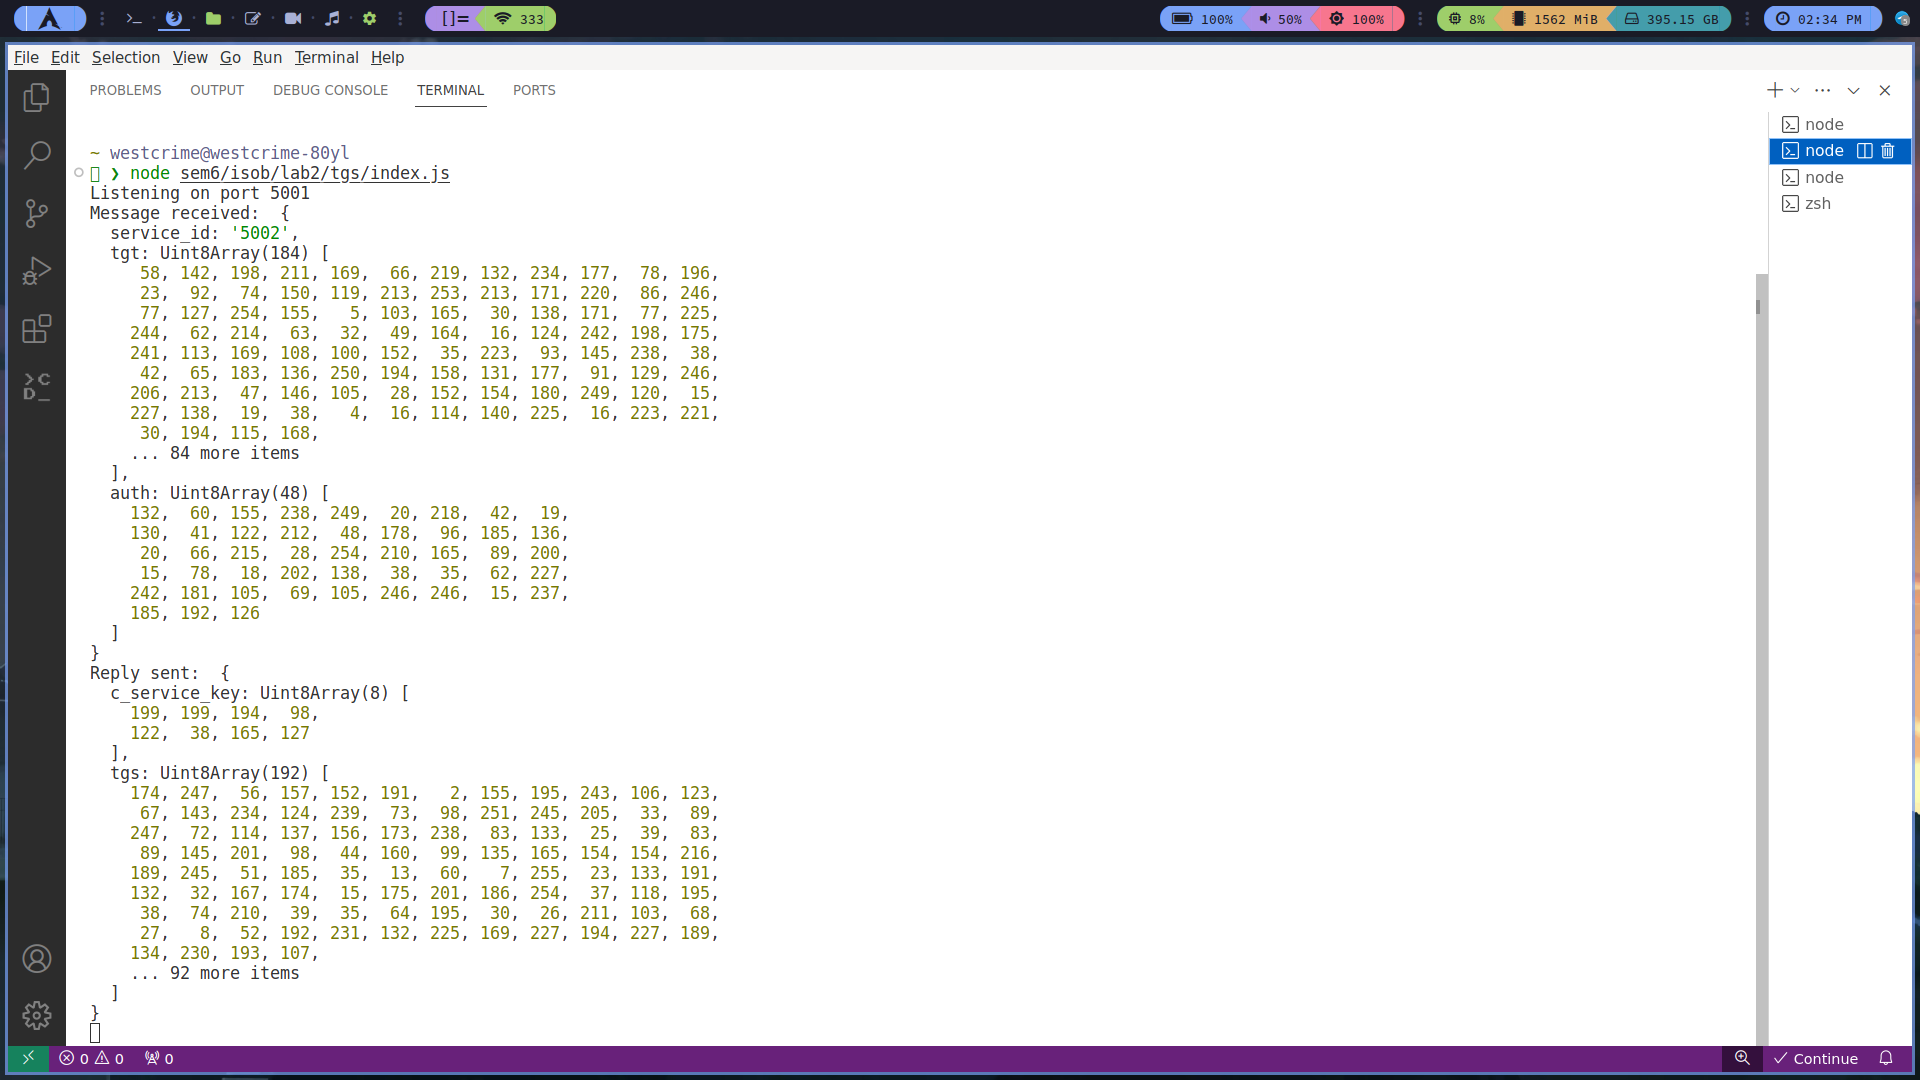 []= 333 100% 50% 100% 8% 1562 MiB 395.15 GB 02:34 PM
File Edit Selection View Go Run Terminal Help
PROBLEMS OUTPUT DEBUG CONSOLE TERMINAL PORTS
node
node
node
zsh
~ westcrime@westcrime-80yl
❯ node sem6/isob/lab2/tgs/index.js
Listening on port 5001
Message received:  {
  service_id: '5002',
  tgt: Uint8Array(184) [
     58, 142, 198, 211, 169,  66, 219, 132, 234, 177,  78, 196,
     23,  92,  74, 150, 119, 213, 253, 213, 171, 220,  86, 246,
     77, 127, 254, 155,   5, 103, 165,  30, 138, 171,  77, 225,
    244,  62, 214,  63,  32,  49, 164,  16, 124, 242, 198, 175,
    241, 113, 169, 108, 100, 152,  35, 223,  93, 145, 238,  38,
     42,  65, 183, 136, 250, 194, 158, 131, 177,  91, 129, 246,
    206, 213,  47, 146, 105,  28, 152, 154, 180, 249, 120,  15,
    227, 138,  19,  38,   4,  16, 114, 140, 225,  16, 223, 221,
     30, 194, 115, 168,
    ... 84 more items
  ],
  auth: Uint8Array(48) [
    132,  60, 155, 238, 249,  20, 218,  42,  19,
    130,  41, 122, 212,  48, 178,  96, 185, 136,
     20,  66, 215,  28, 254, 210, 165,  89, 200,
     15,  78,  18, 202, 138,  38,  35,  62, 227,
    242, 181, 105,  69, 105, 246, 246,  15, 237,
    185, 192, 126
  ]
}
Reply sent:  {
  c_service_key: Uint8Array(8) [
    199, 199, 194,  98,
    122,  38, 165, 127
  ],
  tgs: Uint8Array(192) [
    174, 247,  56, 157, 152, 191,   2, 155, 195, 243, 106, 123,
     67, 143, 234, 124, 239,  73,  98, 251, 245, 205,  33,  89,
    247,  72, 114, 137, 156, 173, 238,  83, 133,  25,  39,  83,
     89, 145, 201,  98,  44, 160,  99, 135, 165, 154, 154, 216,
    189, 245,  51, 185,  35,  13,  60,   7, 255,  23, 133, 191,
    132,  32, 167, 174,  15, 175, 201, 186, 254,  37, 118, 195,
     38,  74, 210,  39,  35,  64, 195,  30,  26, 211, 103,  68,
     27,   8,  52, 192, 231, 132, 225, 169, 227, 194, 227, 189,
    134, 230, 193, 107,
    ... 92 more items
  ]
}
0 0 0 Continue